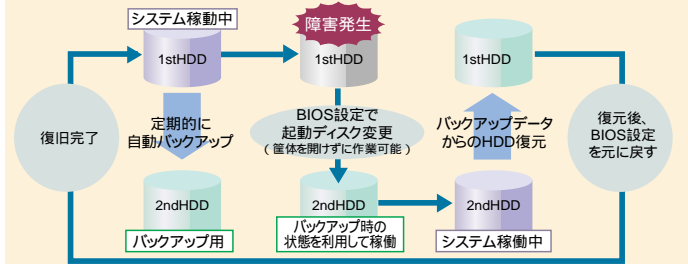 システム稼動中
1stHDD
障害発生
1stHDD
1stHDD
復旧完了
定期的に
自動バックアップ
BIOS設定で
起動ディスク変更
(筐体を開けずに作業可能)
バックアップデータ
からのHDD復元
復元後、
BIOS設定
を元に戻す
2ndHDD
バックアップ用
2ndHDD
バックアップ時の
状態を利用して稼働
2ndHDD
システム稼動中